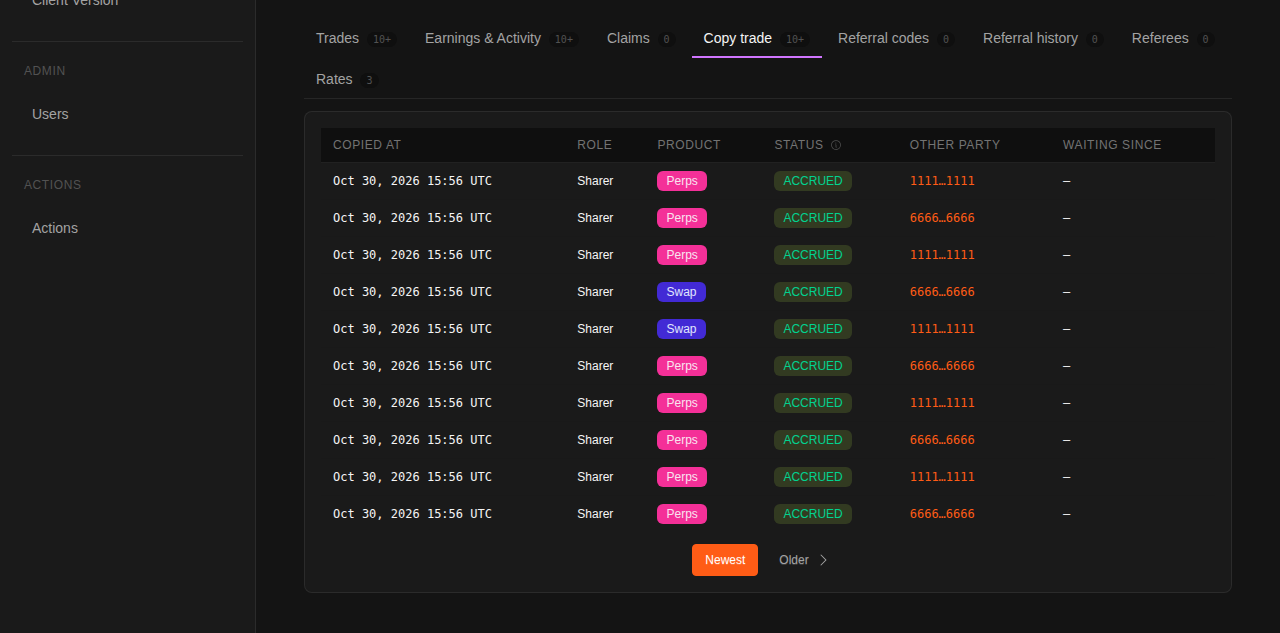 Client Version
ADMIN
Users
ACTIONS
Actions
Trades 10+ Earnings & Activity 10+ Claims 0 Copy trade 10+ Referral codes 0 Referral history 0 Referees 0
Rates 3
COPIED AT ROLE PRODUCT STATUS OTHER PARTY WAITING SINCE
Oct 30, 2026 15:56 UTC Sharer Perps ACCRUED 1111…1111 —
Oct 30, 2026 15:56 UTC Sharer Perps ACCRUED 6666…6666 —
Oct 30, 2026 15:56 UTC Sharer Perps ACCRUED 1111…1111 —
Oct 30, 2026 15:56 UTC Sharer Swap ACCRUED 6666…6666 —
Oct 30, 2026 15:56 UTC Sharer Swap ACCRUED 1111…1111 —
Oct 30, 2026 15:56 UTC Sharer Perps ACCRUED 6666…6666 —
Oct 30, 2026 15:56 UTC Sharer Perps ACCRUED 1111…1111 —
Oct 30, 2026 15:56 UTC Sharer Perps ACCRUED 6666…6666 —
Oct 30, 2026 15:56 UTC Sharer Perps ACCRUED 1111…1111 —
Oct 30, 2026 15:56 UTC Sharer Perps ACCRUED 6666…6666 —
Newest Older